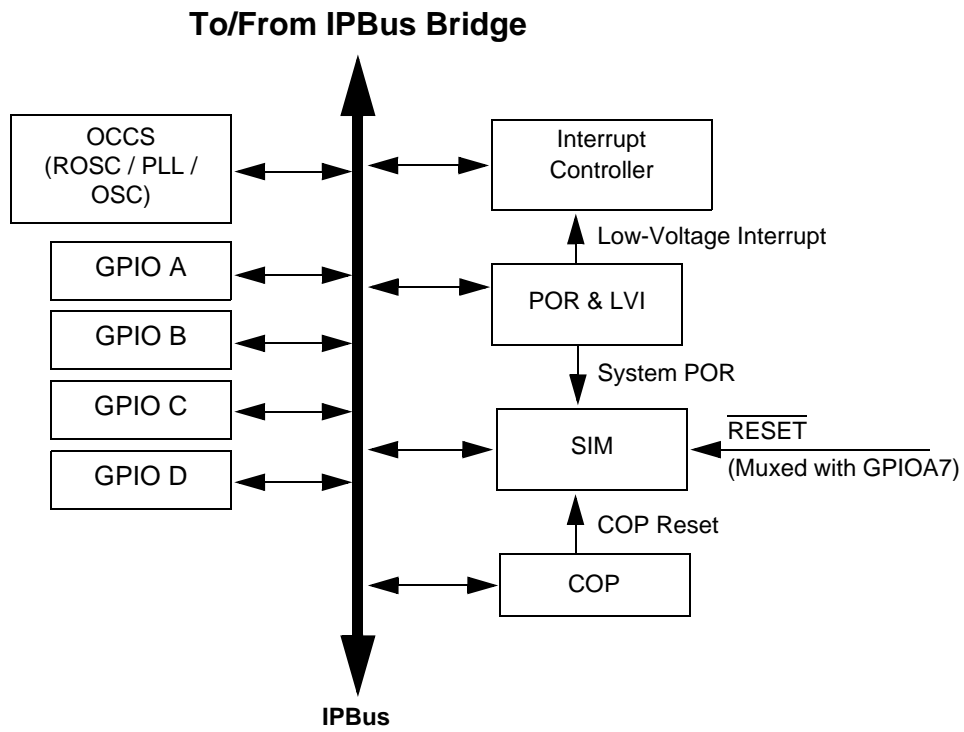 To/From IPBus Bridge
OCCS
(ROSC / PLL /
OSC)
GPIO A
GPIO B
GPIO C
GPIO D
Interrupt
Controller
Low-Voltage Interrupt
POR & LVI
System POR
SIM
RESET
(Muxed with GPIOA7)
COP Reset
COP
IPBus